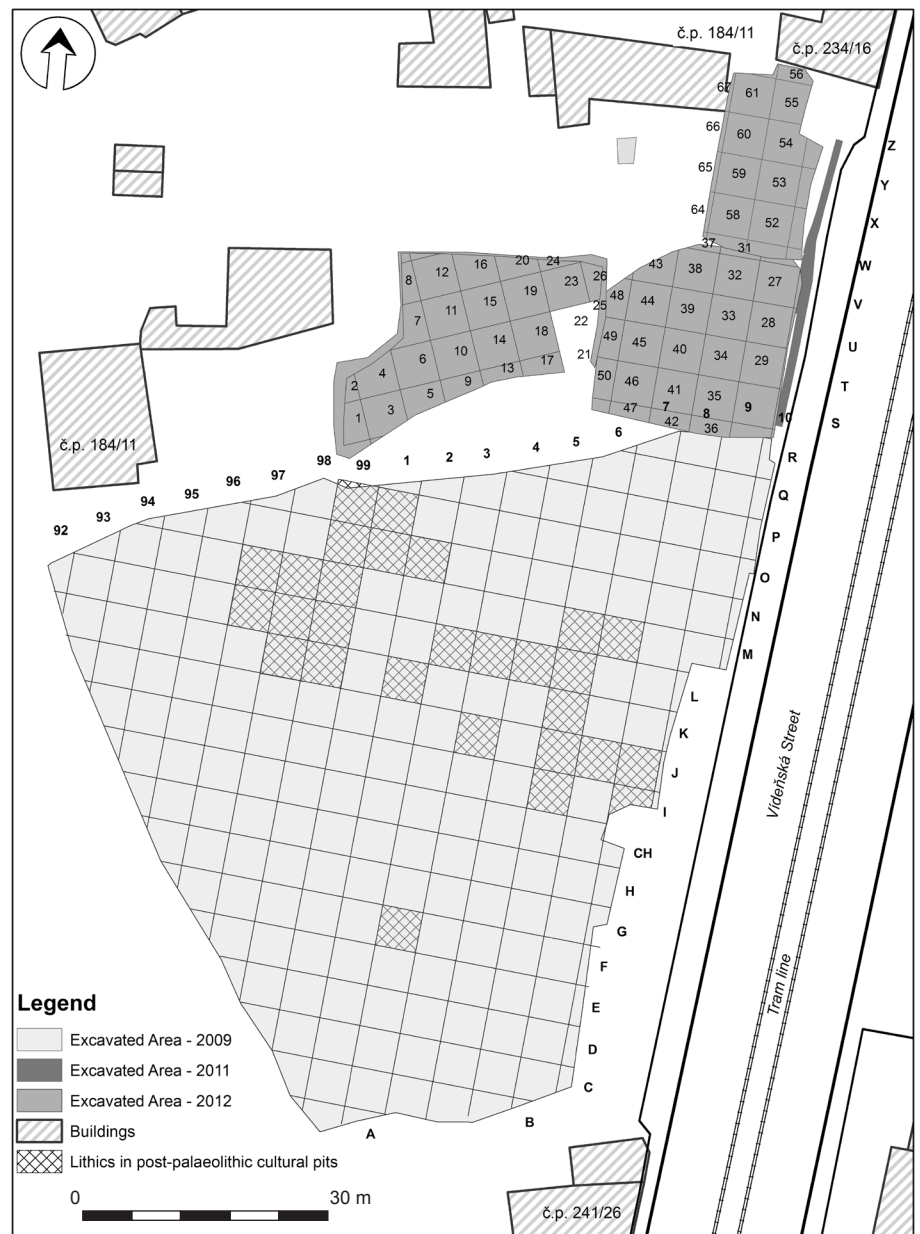 č.p. 184/11
č.p. 234/16
67 61 56
55
66 60 54
65 59 53
64 58 52
37 31
Z
Y
X
W
V
U
T
S
8 12 16 20 24
23 26
7 11 15 19 25
22
6 10 14 18
21
2 4 13 17
5 9
1 3
43 38 32 27
48 44 39 33 28
49 45 40 34 29
50 46 41 35
47 7 8 9 10
42 36
č.p. 184/11
92 93 94 95 96 97 98 99 1 2 3 4 5 6
R
Q
P
O
N
M
L
K
J
I
CH
H
G
F
E
D
C
B
A
Vídeňská Street
Tram line
Legend
Excavated Area - 2009
Excavated Area - 2011
Excavated Area - 2012
Buildings
Lithics in post-palaeolithic cultural pits
0 30 m
č.p. 241/26